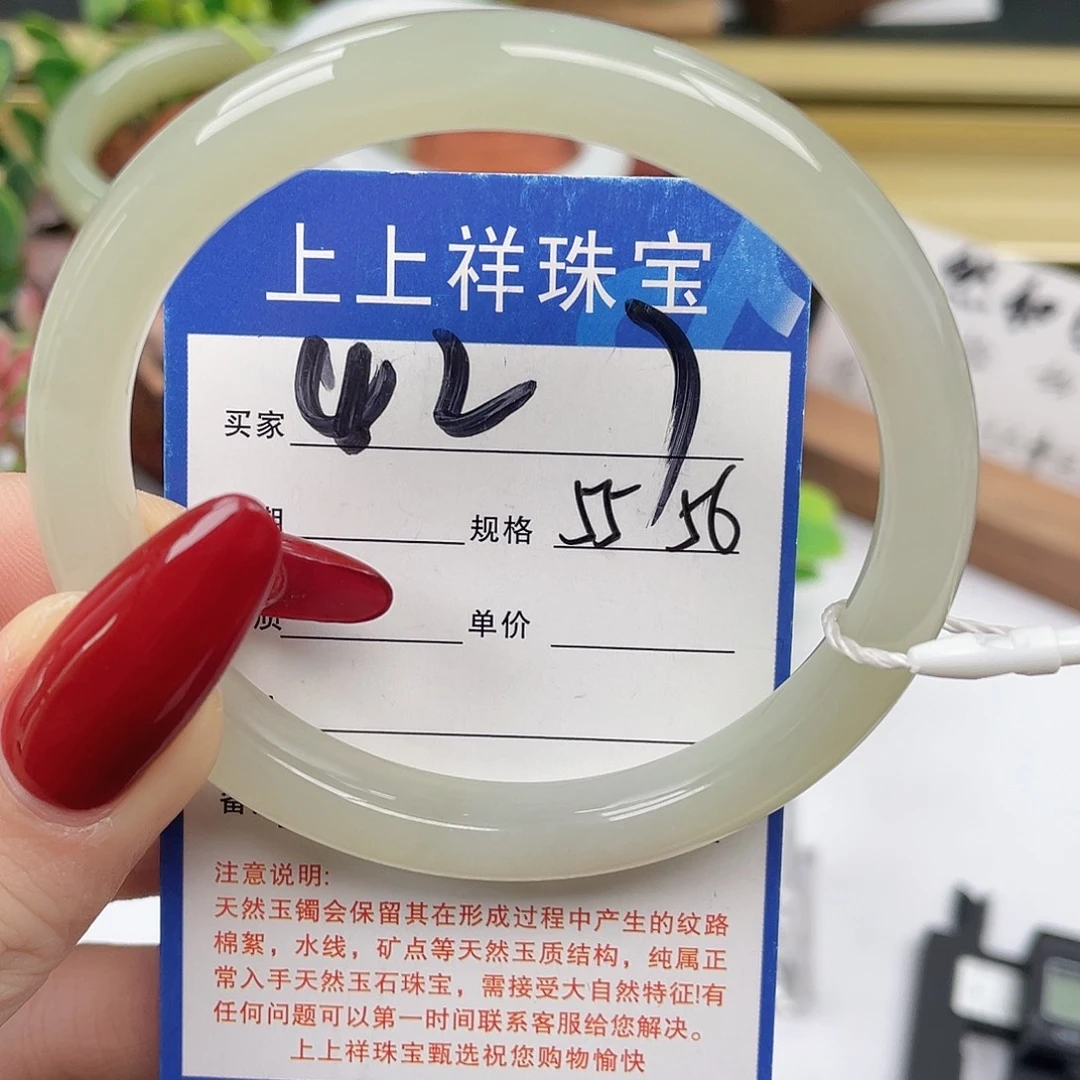 上上祥珠宝
买家
规格 55 56
单价
注意说明:
天然玉镯会保留其在形成过程中产生的纹路
棉絮，水线，矿点等天然玉质结构，纯属正
常入手天然玉石珠宝，需接受大自然特征!有
任何问题可以第一时间联系客服给您解决。
上上祥珠宝甄选祝您购物愉快